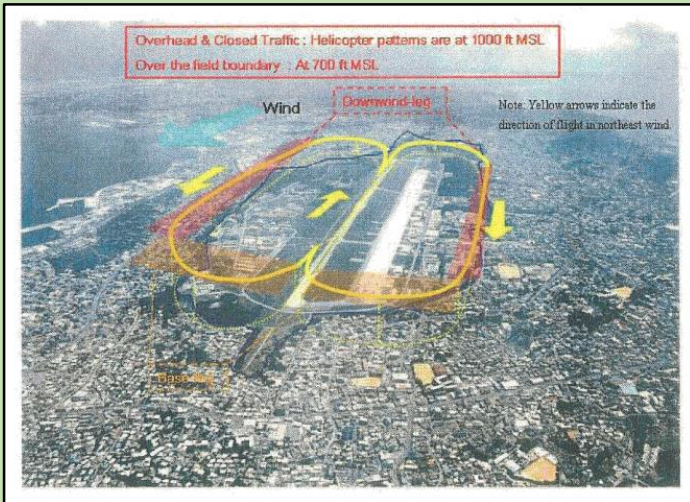 Overhead & Closed Traffic : Helicopter patterns are at 1000 ft MSL
Over the field boundary : At 700 ft MSL
Wind
Downwind-leg
Note: Yellow arrows indicate the
direction of flight in northeast wind
Base-leg